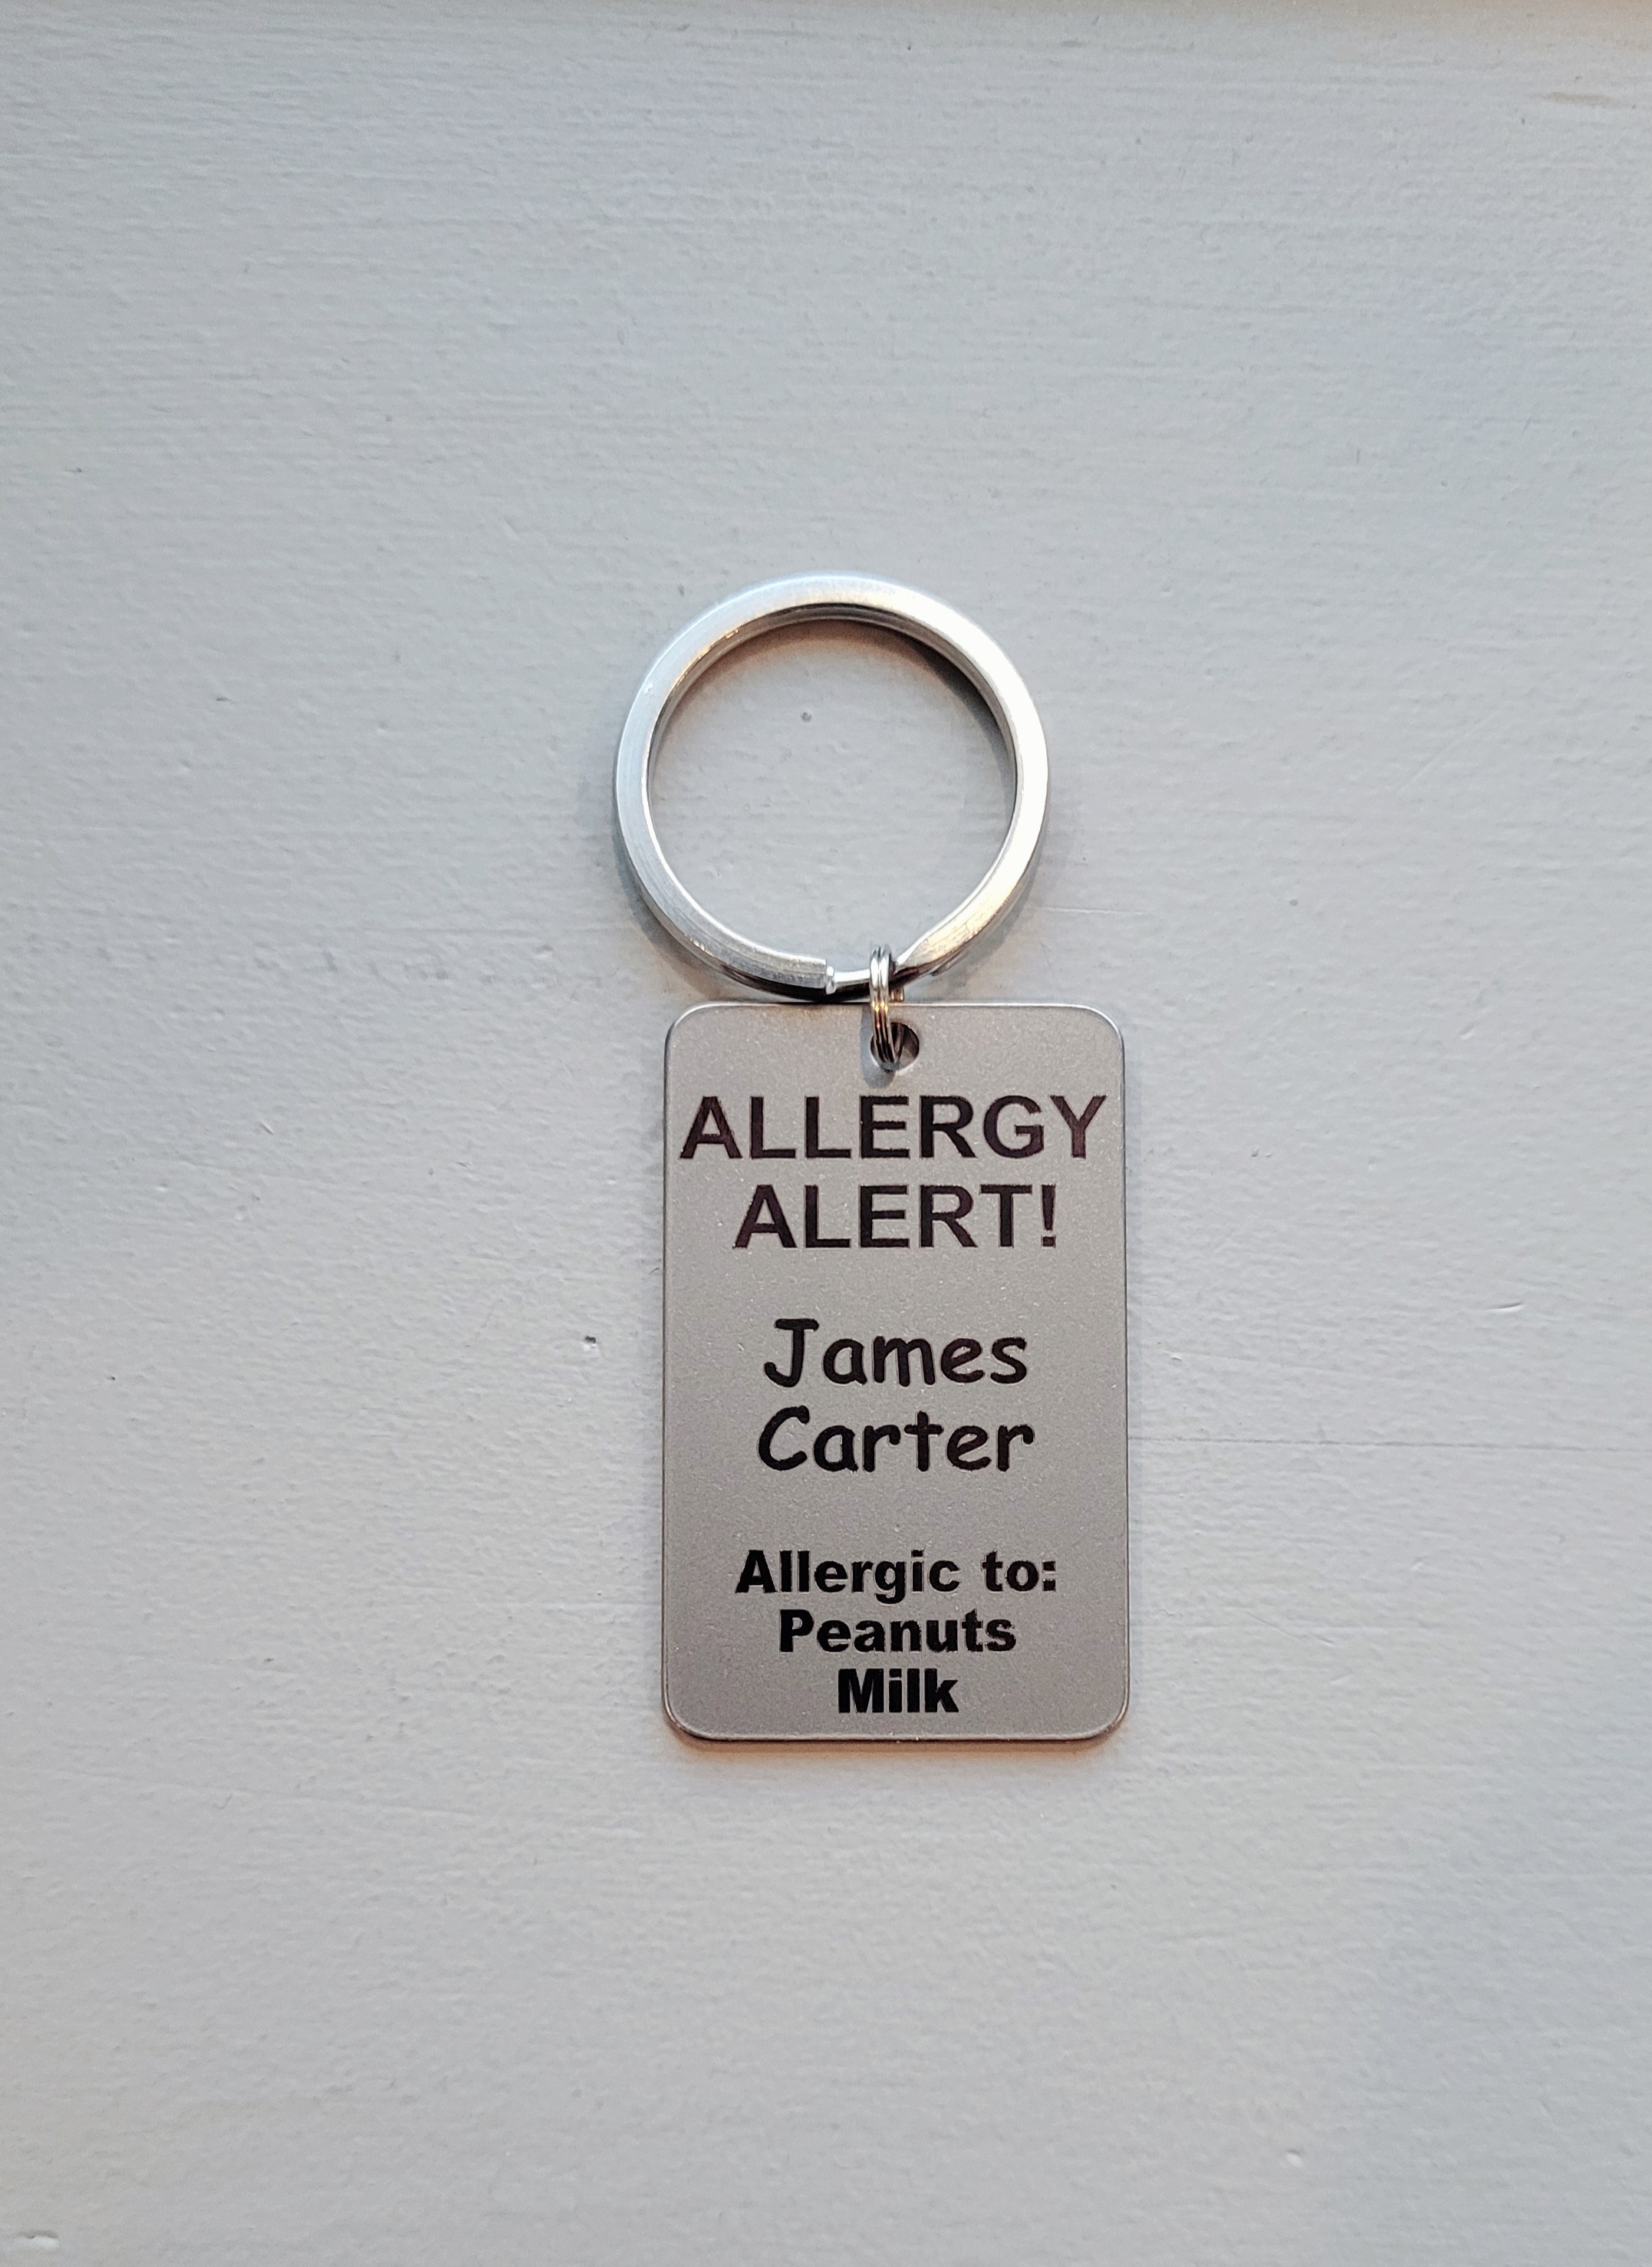 ALLERGY
ALERT!
James
Carter
Allergic to:
Peanuts
Milk